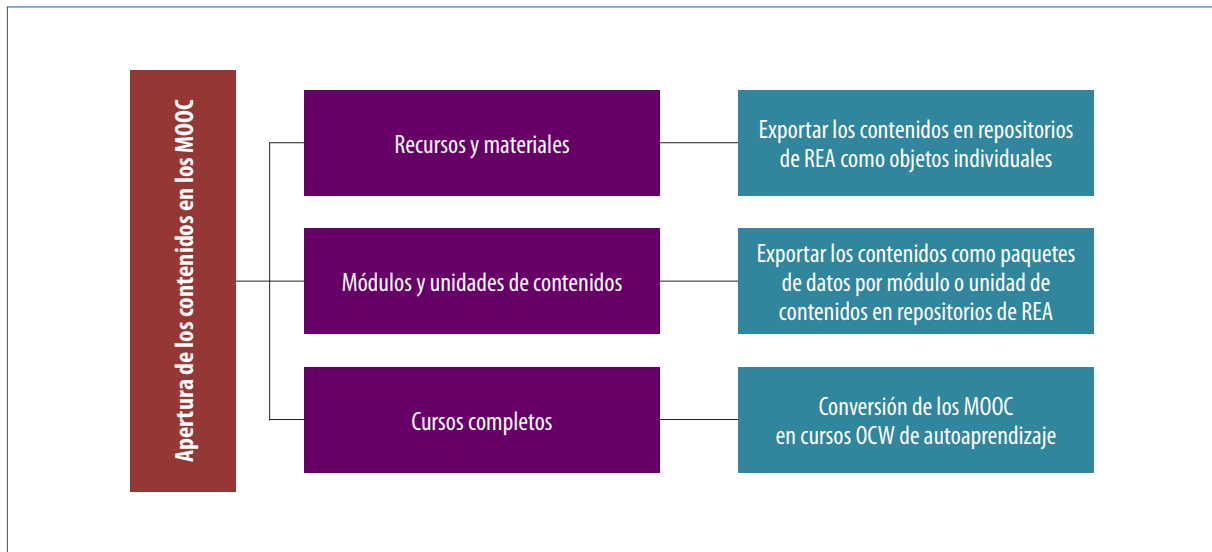 Apertura de los contenidos en los MOOC
Recursos y materiales
Exportar los contenidos en repositorios
de REA como objetos individuales
Módulos y unidades de contenidos
Exportar los contenidos como paquetes
de datos por módulo o unidad de
contenidos en repositorios de REA
Cursos completos
Conversión de los MOOC
en cursos OCW de autoaprendizaje